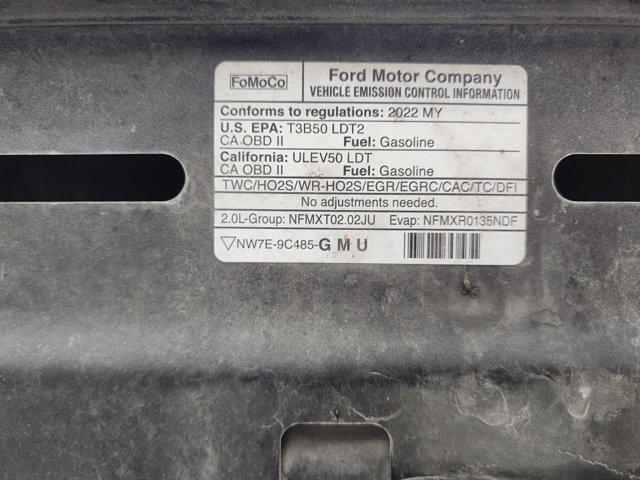 FoMoCo
Ford Motor Company
VEHICLE EMISSION CONTROL INFORMATION
Conforms to regulations: 2022 MY
U.S. EPA: T3B50 LDT2
CA OBD II Fuel: Gasoline
California: ULEV50 LDT
CA OBD II Fuel: Gasoline
TWC/HO2S/WR-HO2S/EGR/EGRC/CAC/TC/DFI
No adjustments needed.
2.0L-Group: NFMXT02.02JU Evap: NFMXR0135NDF
▽NW7E-9C485-G M U